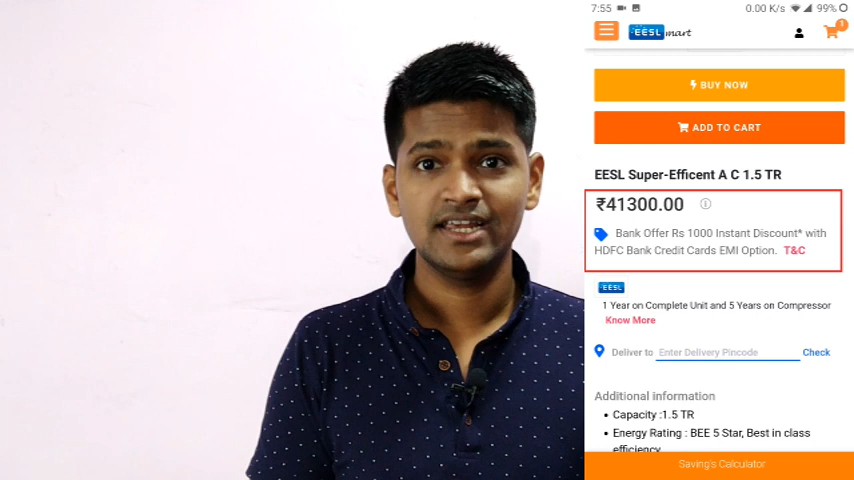 7:55 0.00 K/s 99%
EESL mart 1
BUY NOW
ADD TO CART
EESL Super-Efficent A C 1.5 TR
₹41300.00
Bank Offer Rs 1000 Instant Discount* with
HDFC Bank Credit Cards EMI Option. T&C
EESL
1 Year on Complete Unit and 5 Years on Compressor
Know More
Deliver to Enter Delivery Pincode Check
Additional information
• Capacity :1.5 TR
• Energy Rating : BEE 5 Star, Best in class
efficiency
Saving's Calculator